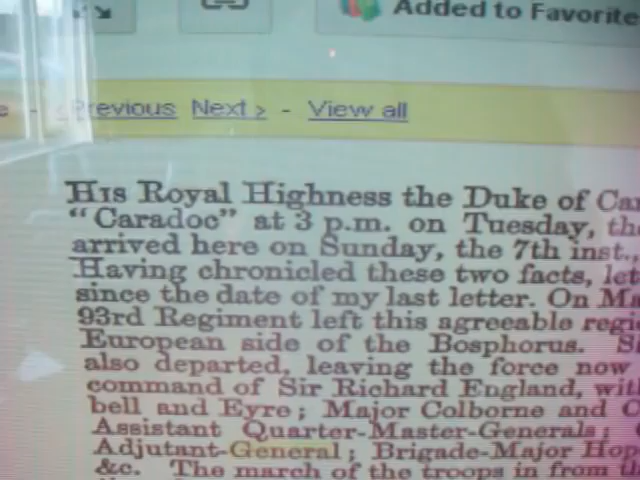 Added to Favorite
- < Previous Next > - View all
His Royal Highness the Duke of
"Caradoc" at 3 p.m. on Tuesday,
arrived here on Sunday, the 7th inst.,
Having chronicled these two facts, let
since the date of my last letter. On
93rd Regiment left this agreeable
European side of the Bosphorus.
also departed, leaving the force now
command of Sir Richard England,
bell and Eyre; Major Colborne and
Assistant Quarter-Master-Generals;
Adjutant-General; Brigade-Major
&c. The march of the troops in from